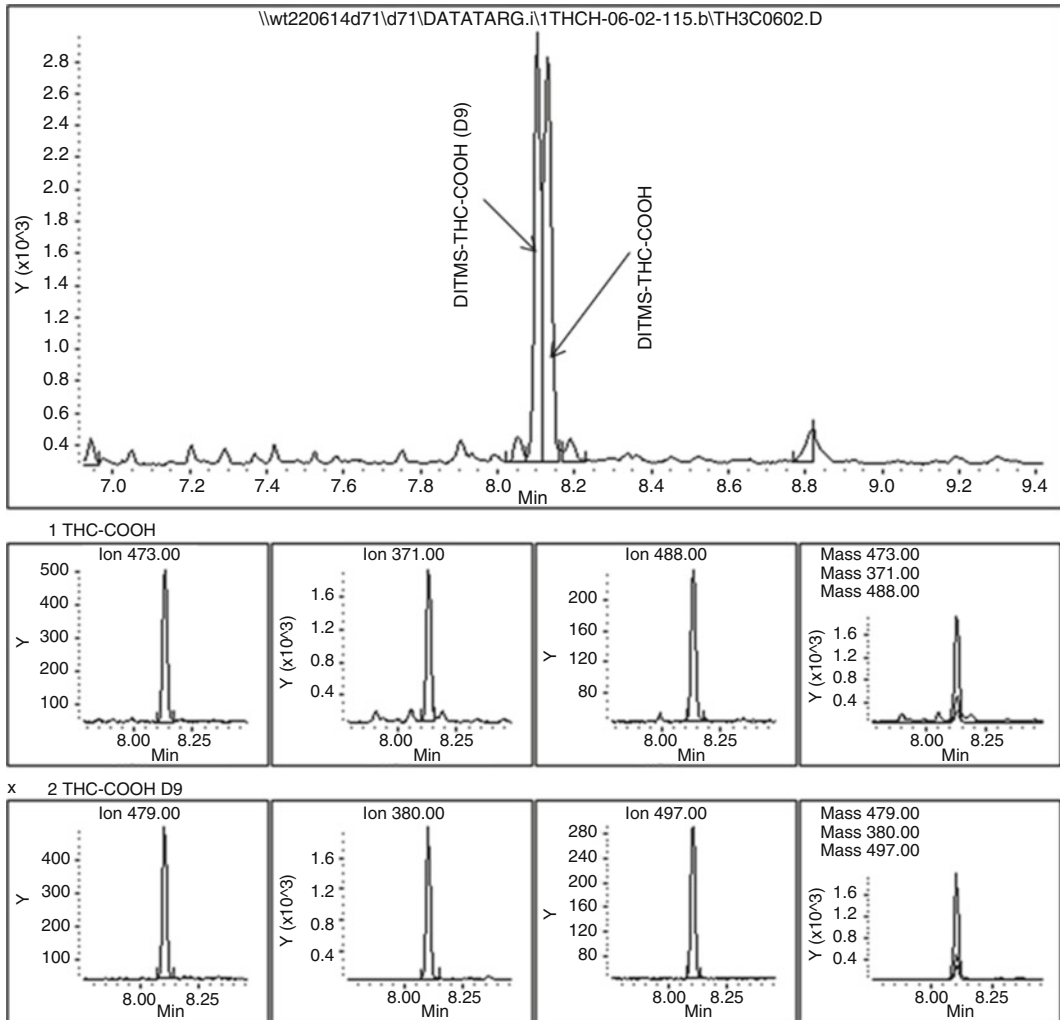 \\wt220614d71\d71\DATATARG.i\1THCH-06-02-115.b\TH3C0602.D
Y (x10^3)
2.8
2.6
2.4
2.2
2.0
1.8
1.6
1.4
1.2
1.0
0.8
0.6
0.4
DITMS-THC-COOH (D9)
DITMS-THC-COOH
7.0 7.2 7.4 7.6 7.8 8.0 8.2 8.4 8.6 8.8 9.0 9.2 9.4
Min
1 THC-COOH
Ion 473.00
Y
500
400
300
200
100
8.00 8.25
Min
Ion 371.00
Y (x10^3)
1.6
1.2
0.8
0.4
8.00 8.25
Min
Ion 488.00
Y
200
160
120
80
8.00 8.25
Min
Mass 473.00
Mass 371.00
Mass 488.00
Y (x10^3)
1.6
1.2
0.8
0.4
8.00 8.25
Min
x 2 THC-COOH D9
Ion 479.00
Y
400
300
200
100
8.00 8.25
Min
Ion 380.00
Y (x10^3)
1.6
1.2
0.8
0.4
8.00 8.25
Min
Ion 497.00
Y
280
240
200
160
120
80
8.00 8.25
Min
Mass 479.00
Mass 380.00
Mass 497.00
Y (x10^3)
1.6
1.2
0.8
0.4
8.00 8.25
Min